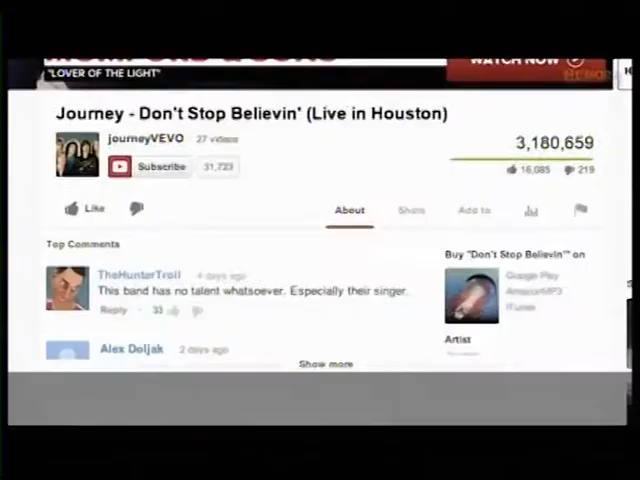 "LOVER OF THE LIGHT"
WATCH NOW
Journey - Don't Stop Believin' (Live in Houston)
journeyVEVO 27 videos
Subscribe 31,723
3,180,659
16,085 219
Like
About Share Add to
Top Comments
TheHunterTroll 4 days ago
This band has no talent whatsoever. Especially their singer.
Reply 33
Alex Doljak 2 days ago
Show more
Buy "Don't Stop Believin'" on
Google Play
AmazonMP3
iTunes
Artist